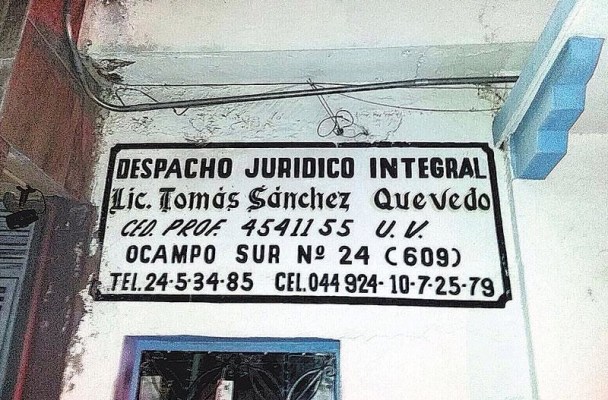 DESPACHO JURIDICO INTEGRAL
Lic. Tomás Sánchez Quevedo
CED. PROF. 4541155 U.V.
OCAMPO SUR Nº 24 (609)
TEL. 24-5-34-85 CEL. 044 924-10-7-25-79